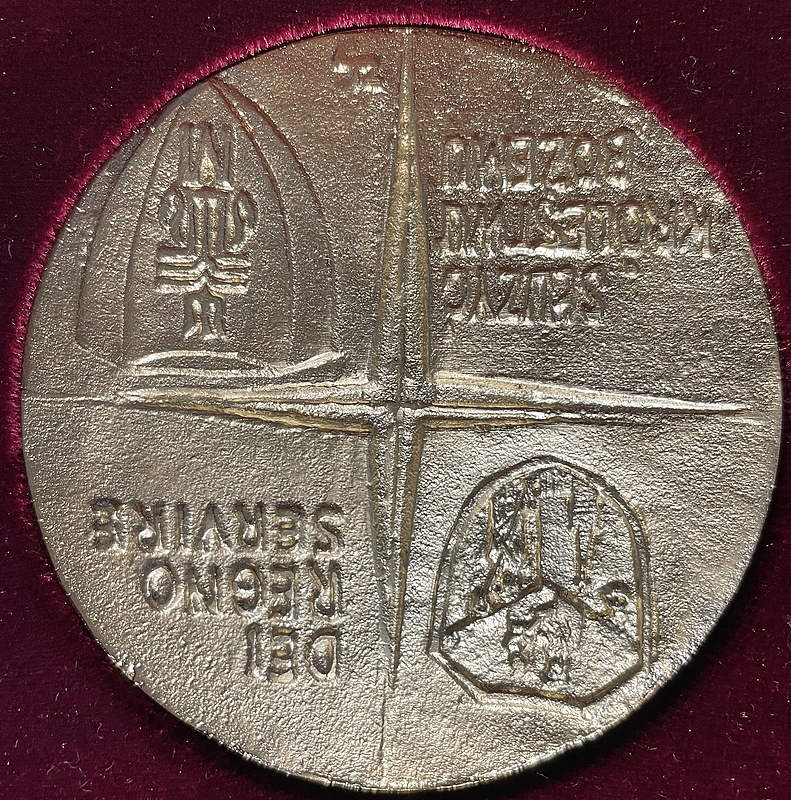 DEI
REGNO
SERVIRE
SŁUŻYĆ
KRÓLESTWU
BOŻEMU